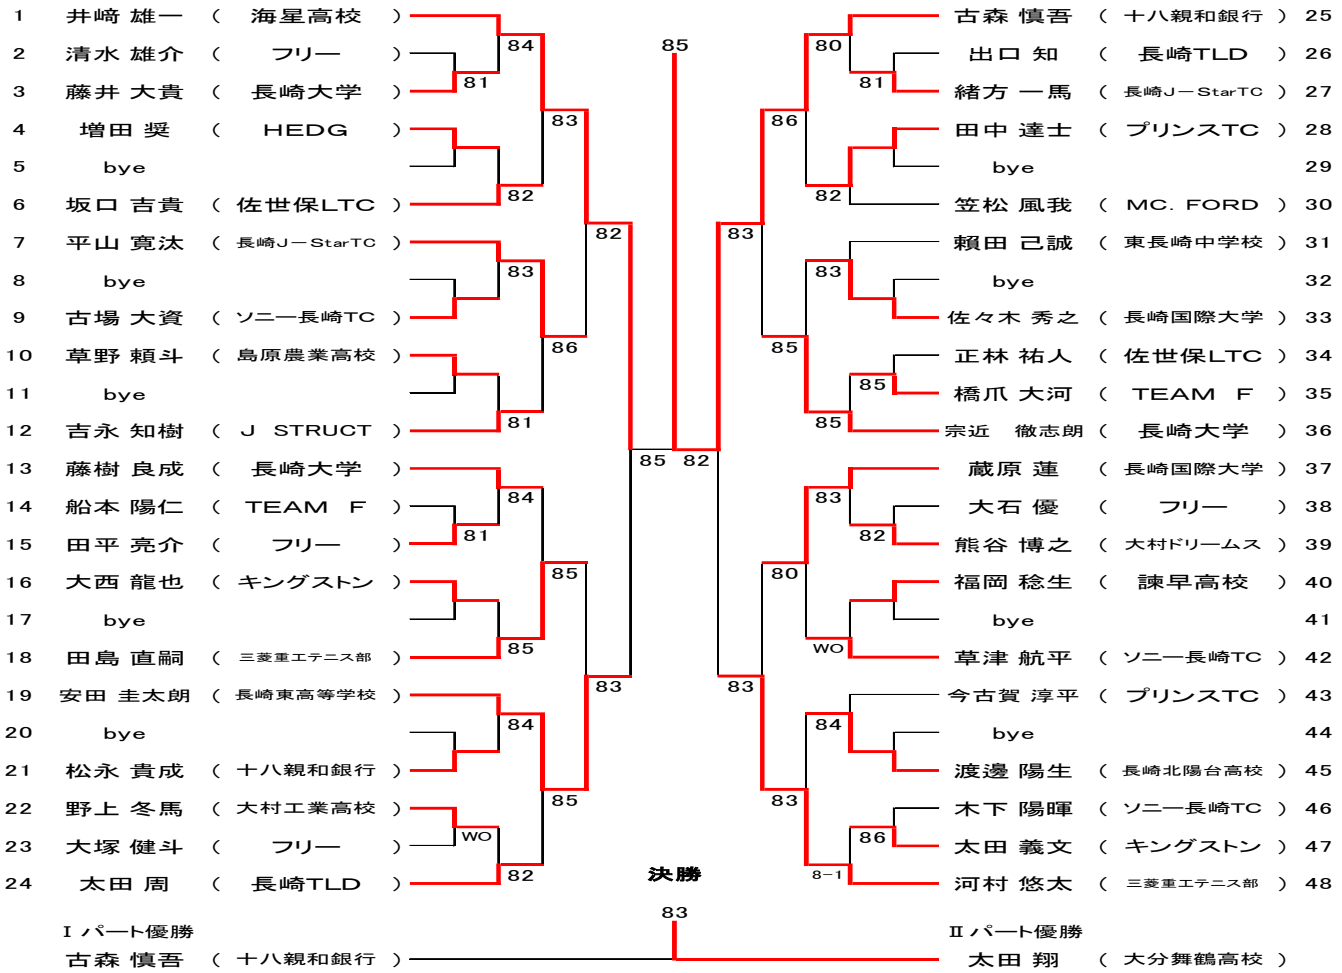 1 井﨑 雄一 ( 海星高校 )
2 清水 雄介 ( フリー )
3 藤井 大貴 ( 長崎大学 )
4 増田 奨 ( HEDG )
5 bye
6 坂口 吉貴 ( 佐世保LTC )
7 平山 寛汰 ( 長崎J－StarTC )
8 bye
9 古場 大資 ( ソニー長崎TC )
10 草野 頼斗 ( 島原農業高校 )
11 bye
12 吉永 知樹 ( J STRUCT )
13 藤樹 良成 ( 長崎大学 )
14 船本 陽仁 ( TEAM F )
15 田平 亮介 ( フリー )
16 大西 龍也 ( キングストン )
17 bye
18 田島 直嗣 ( 三菱重工テニス部 )
19 安田 圭太朗 ( 長崎東高等学校 )
20 bye
21 松永 貴成 ( 十八親和銀行 )
22 野上 冬馬 ( 大村工業高校 )
23 大塚 健斗 ( フリー )
24 太田 周 ( 長崎TLD )
81
81
WO
84
82
83
81
84
85
84
82
83
86
85
85
82
83
85
85
82
83
83
86
85
80
83
80
82
83
85
83
WO
84
8-1
81
85
82
86
古森 慎吾 ( 十八親和銀行 ) 25
出口 知 ( 長崎TLD ) 26
緒方 一馬 ( 長崎J－StarTC ) 27
田中 達士 ( プリンスTC ) 28
bye 29
笠松 風我 ( MC. FORD ) 30
頼田 己誠 ( 東長崎中学校 ) 31
bye 32
佐々木 秀之 ( 長崎国際大学 ) 33
正林 祐人 ( 佐世保LTC ) 34
橋爪 大河 ( TEAM F ) 35
宗近 徹志朗 ( 長崎大学 ) 36
蔵原 蓮 ( 長崎国際大学 ) 37
大石 優 ( フリー ) 38
熊谷 博之 ( 大村ドリームス ) 39
福岡 稔生 ( 諫早高校 ) 40
bye 41
草津 航平 ( ソニー長崎TC ) 42
今古賀 淳平 ( プリンスTC ) 43
bye 44
渡邊 陽生 ( 長崎北陽台高校 ) 45
木下 陽暉 ( ソニー長崎TC ) 46
太田 義文 ( キングストン ) 47
河村 悠太 ( 三菱重工テニス部 ) 48
決勝
83
Ⅰパート優勝
古森 慎吾 ( 十八親和銀行 )
Ⅱパート優勝
太田 翔 ( 大分舞鶴高校 )